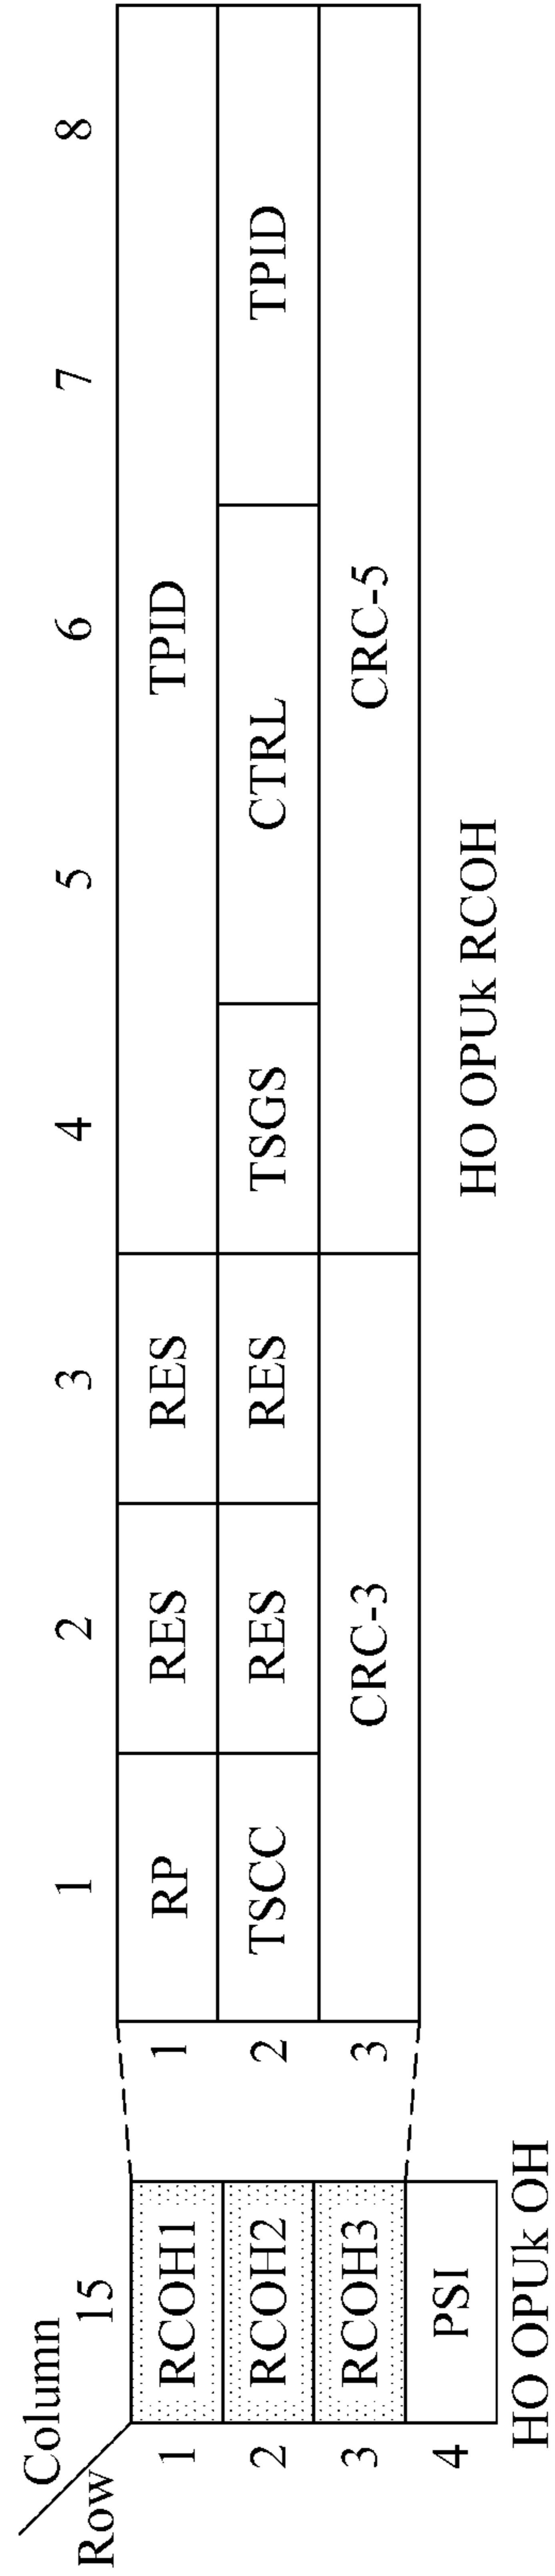 Column
Row
15
1 RCOH1
2 RCOH2
3 RCOH3
4 PSI
HO OPUk OH
1 2 3 4 5 6 7 8
1 RP RES RES TPID
2 TSCC RES RES TSGS CTRL TPID
3 CRC-3 CRC-5
HO OPUk RCOH